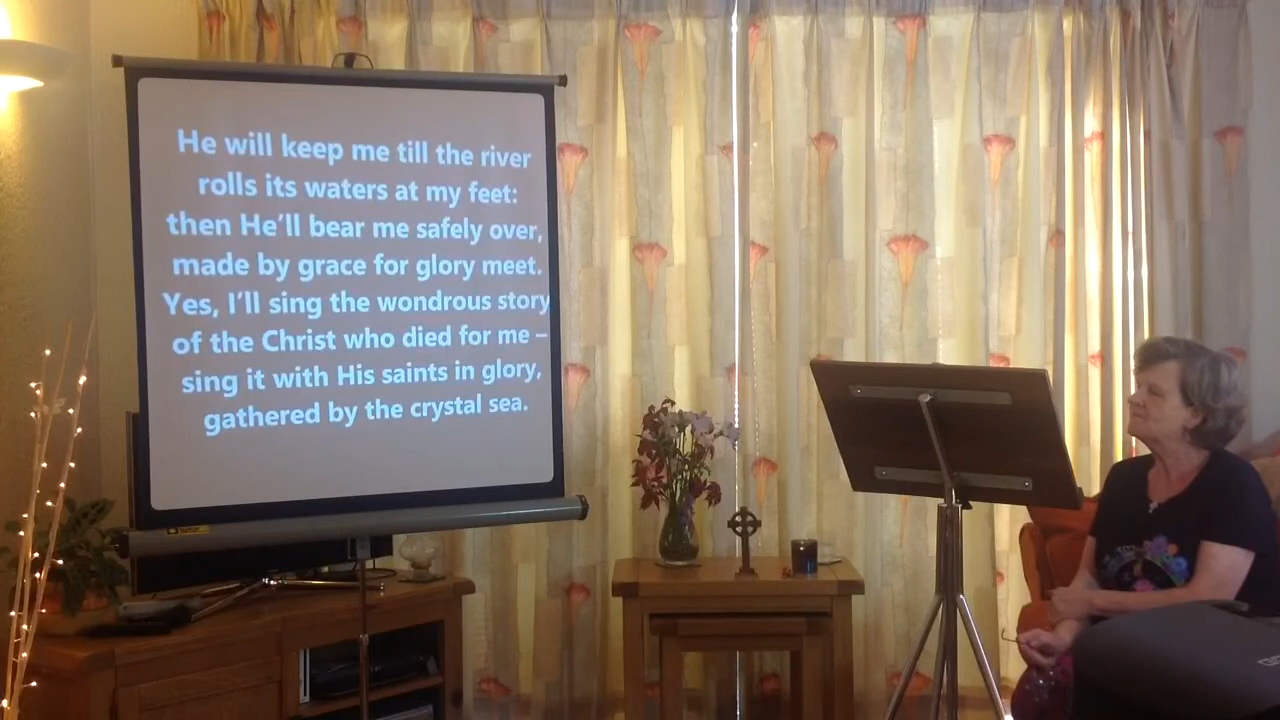 He will keep me till the river
rolls its waters at my feet:
then He'll bear me safely over,
made by grace for glory meet.
Yes, I'll sing the wondrous story
of the Christ who died for me –
sing it with His saints in glory,
gathered by the crystal sea.